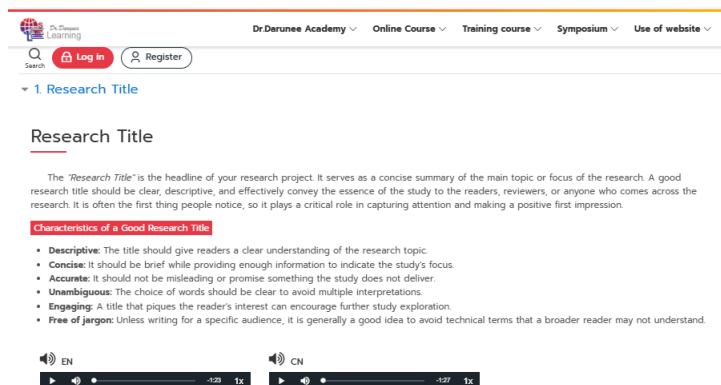 Dr.Darunee
Learning
Dr.Darunee Academy Online Course Training course Symposium Use of website
Search
Log in
Register
1. Research Title
Research Title
The "Research Title" is the headline of your research project. It serves as a concise summary of the main topic or focus of the research. A good
research title should be clear, descriptive, and effectively convey the essence of the study to the readers, reviewers, or anyone who comes across the
research. It is often the first thing people notice, so it plays a critical role in capturing attention and making a positive first impression.
Characteristics of a Good Research Title
• Descriptive: The title should give readers a clear understanding of the research topic.
• Concise: It should be brief while providing enough information to indicate the study's focus.
• Accurate: It should not be misleading or promise something the study does not deliver.
• Unambiguous: The choice of words should be clear to avoid multiple interpretations.
• Engaging: A title that piques the reader's interest can encourage further study exploration.
• Free of jargon: Unless writing for a specific audience, it is generally a good idea to avoid technical terms that a broader reader may not understand.
EN CN
-1:23 1x -1:27 1x